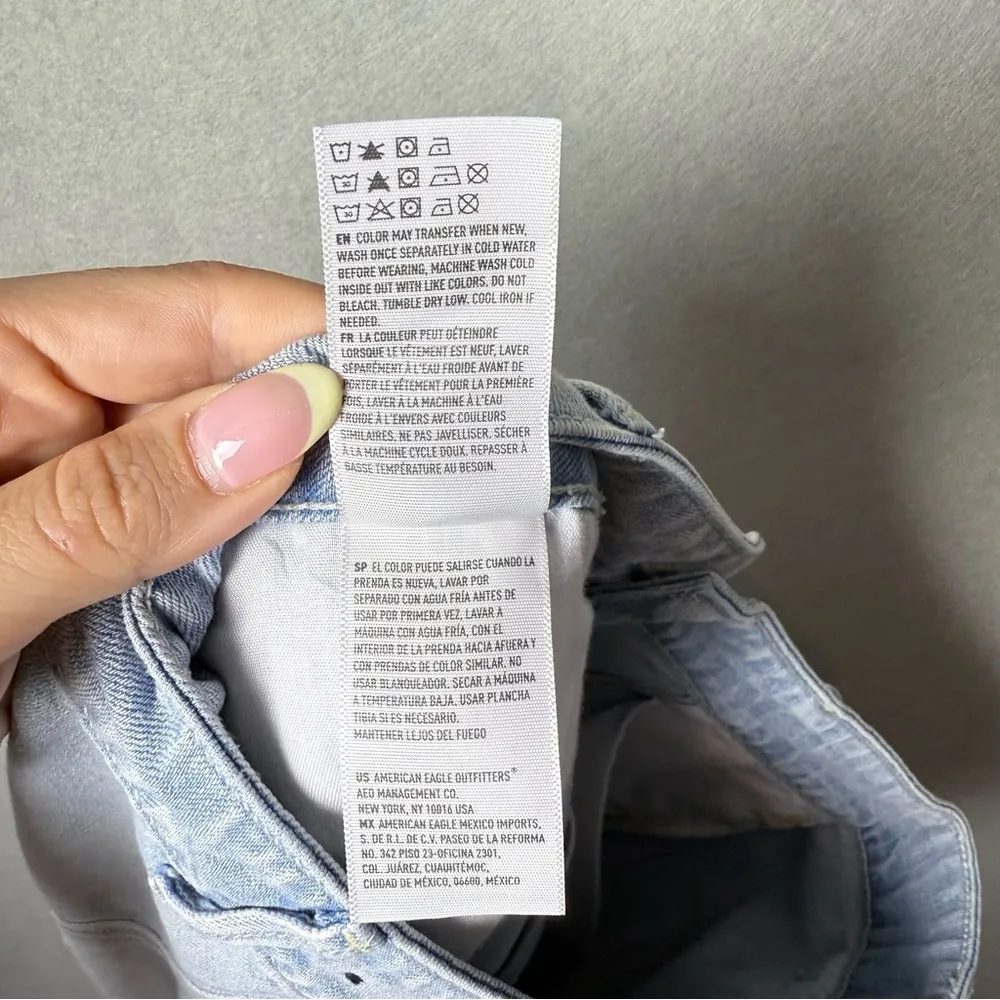 30
30
EN COLOR MAY TRANSFER WHEN NEW,
WASH ONCE SEPARATELY IN COLD WATER
BEFORE WEARING, MACHINE WASH COLD
INSIDE OUT WITH LIKE COLORS. DO NOT
BLEACH. TUMBLE DRY LOW. COOL IRON IF
NEEDED.
FR LA COULEUR PEUT DÉTEINDRE
LORSQUE LE VÊTEMENT EST NEUF, LAVER
SÉPARÉMENT À L'EAU FROIDE AVANT DE
PORTER LE VÊTEMENT POUR LA PREMIÈRE
FOIS, LAVER À LA MACHINE À L'EAU
FROIDE À L'ENVERS AVEC COULEURS
SIMILAIRES. NE PAS JAVELLISER. SÉCHER
À LA MACHINE CYCLE DOUX. REPASSER À
BASSE TEMPÉRATURE AU BESOIN.
SP EL COLOR PUEDE SALIRSE CUANDO LA
PRENDA ES NUEVA, LAVAR POR
SEPARADO CON AGUA FRÍA ANTES DE
USAR POR PRIMERA VEZ, LAVAR A
MÁQUINA CON AGUA FRÍA, CON EL
INTERIOR DE LA PRENDA HACIA AFUERA Y
CON PRENDAS DE COLOR SIMILAR. NO
USAR BLANQUEADOR. SECAR A MÁQUINA
A TEMPERATURA BAJA. USAR PLANCHA
TIBIA SI ES NECESARIO.
MANTENER LEJOS DEL FUEGO
US AMERICAN EAGLE OUTFITTERS®
AEO MANAGEMENT CO.
NEW YORK, NY 10016 USA
MX AMERICAN EAGLE MEXICO IMPORTS,
S. DE R.L. DE C.V. PASEO DE LA REFORMA
NO. 342 PISO 23-OFICINA 2301,
COL. JUÁREZ, CUAUHTÉMOC,
CIUDAD DE MÉXICO, 06600, MÉXICO